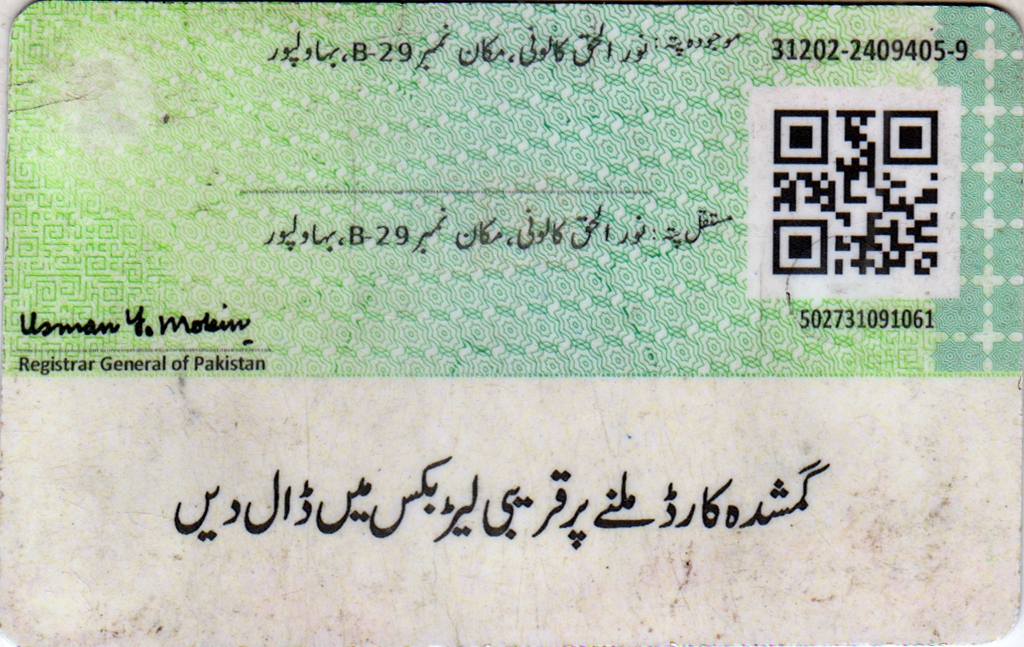 31202-2409405-9
موجودہ پتہ: نور الحق کالونی، مکان نمبر B-29، بہاولپور
مستقل پتہ: نور الحق کالونی، مکان نمبر B-29، بہاولپور
502731091061
Usman Y. Mobin
Registrar General of Pakistan
گمشدہ کارڈ ملنے پر قریبی لیٹر بکس میں ڈال دیں